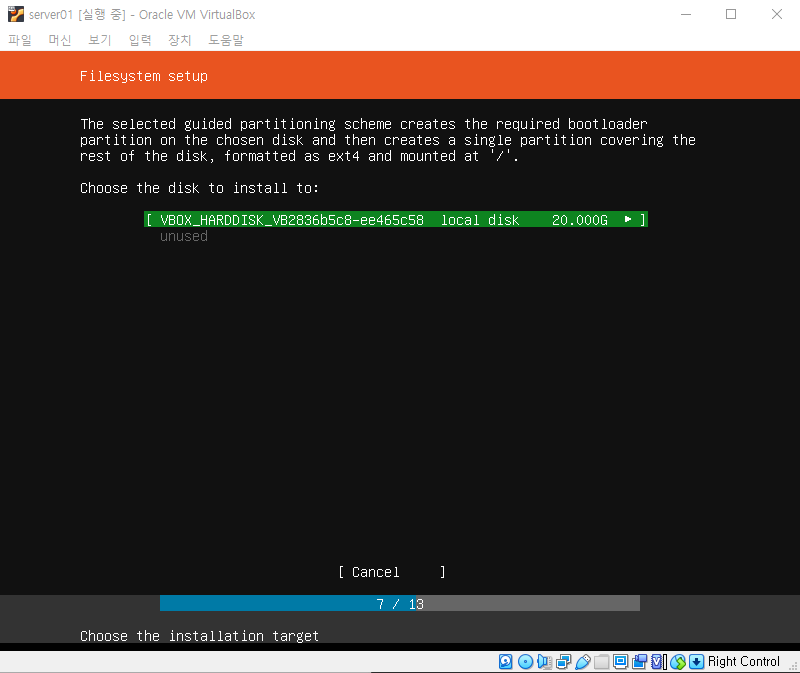 server01 [실행 중] - Oracle VM VirtualBox
파일 머신 보기 입력 장치 도움말
Filesystem setup
The selected guided partitioning scheme creates the required bootloader
partition on the chosen disk and then creates a single partition covering the
rest of the disk, formatted as ext4 and mounted at '/'.
Choose the disk to install to:
[ VBOX_HARDDISK_VB2836b5c8-ee465c58 local disk 20.000G ▸ ]
unused
[ Cancel ]
7 / 13
Choose the installation target
Right Control